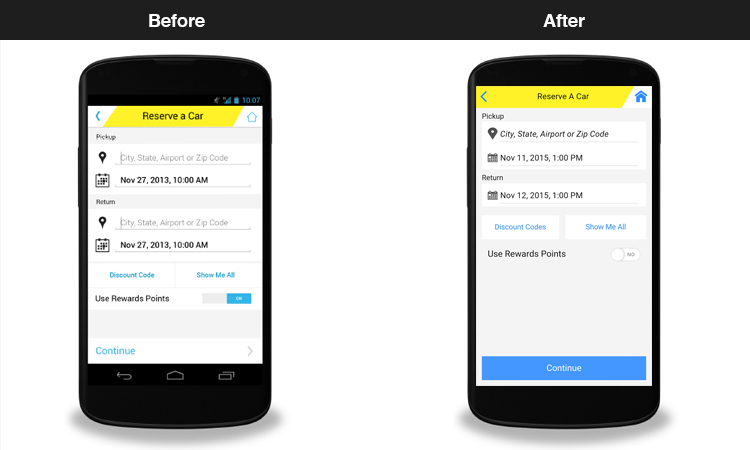 Before
After
10:07
Reserve a Car
Pickup
City, State, Airport or Zip Code
Nov 27, 2013, 10:00 AM
Return
City, State, Airport or Zip Code
Nov 27, 2013, 10:00 AM
Discount Code Show Me All
Use Rewards Points ON
Continue
Reserve A Car
Pickup
City, State, Airport or Zip Code
Nov 11, 2015, 1:00 PM
Return
Nov 12, 2015, 1:00 PM
Discount Codes Show Me All
Use Rewards Points NO
Continue